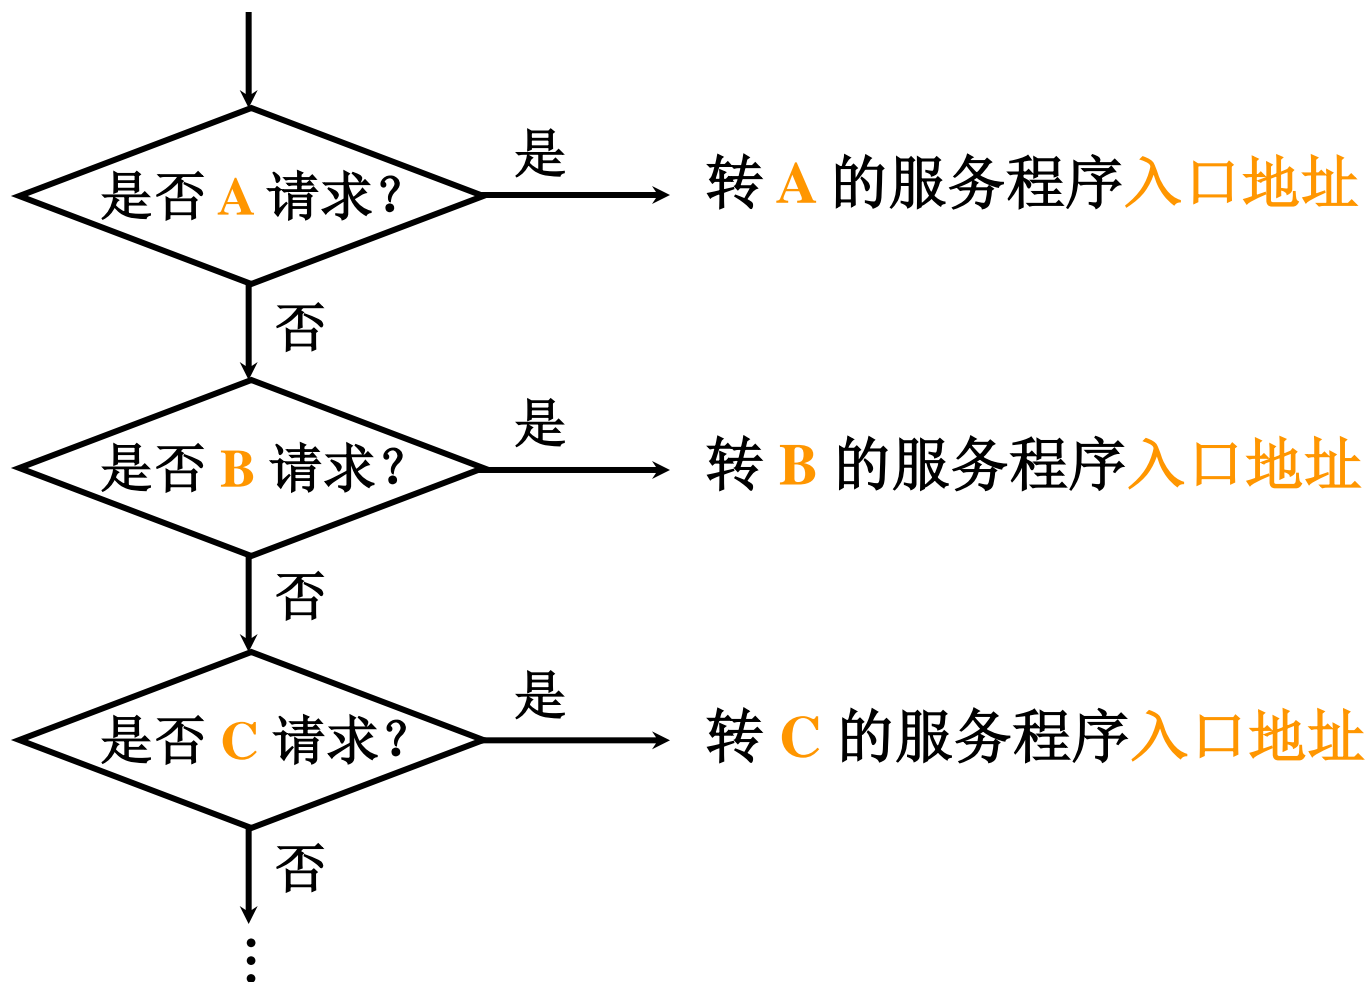 是否 A 请求？
是
转 A 的服务程序入口地址
否
是否 B 请求？
是
转 B 的服务程序入口地址
否
是否 C 请求？
是
转 C 的服务程序入口地址
否
⋮